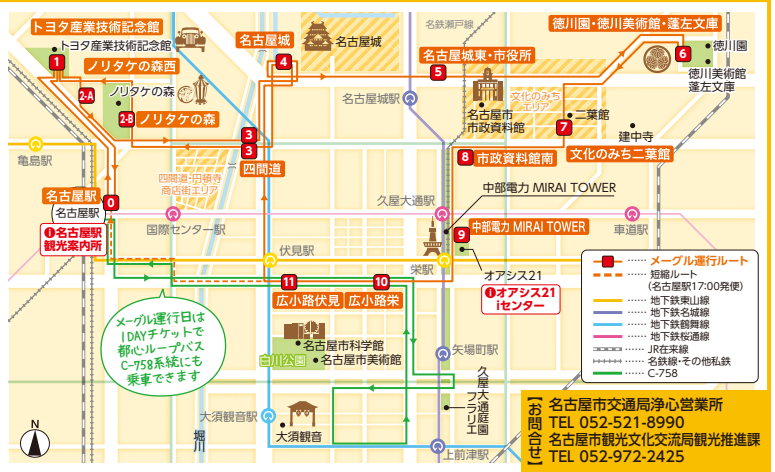 トヨタ産業技術記念館
トヨタ産業技術記念館
1
ノリタケの森西
2-A
ノリタケの森
2-B
ノリタケの森
名古屋城
4
名古屋城
名鉄瀬戸線
名古屋城東・市役所
5
徳川園・徳川美術館・蓬左文庫
6
徳川園
徳川美術館
蓬左文庫
名古屋城駅
名古屋市
市政資料館
文化のみち
エリア
二葉館
7
建中寺
文化のみち二葉館
3
3
四間道
8
市政資料館南
亀島駅
四間道・円頓寺
商店街エリア
名古屋駅
0
名古屋駅
i名古屋駅
観光案内所
国際センター駅
久屋大通駅
中部電力 MIRAI TOWER
9
中部電力 MIRAI TOWER
車道駅
伏見駅
栄駅
オアシス21
iオアシス21
iセンター
11
広小路伏見
10
広小路栄
メーグル運行日は
1DAYチケットで
都心ループバス
C-758系統にも
乗車できます
名古屋市科学館
白川公園
名古屋市美術館
矢場町駅
久屋大通庭園
フラリエ
大須観音駅
大須観音
堀川
上前津駅
N
メーグル運行ルート
短縮ルート
(名古屋駅17:00発便)
地下鉄東山線
地下鉄名城線
地下鉄鶴舞線
地下鉄桜通線
JR在来線
名鉄線・その他私鉄
C-758
【お問合せ】
名古屋市交通局浄心営業所
TEL 052-521-8990
名古屋市観光文化交流局観光推進課
TEL 052-972-2425